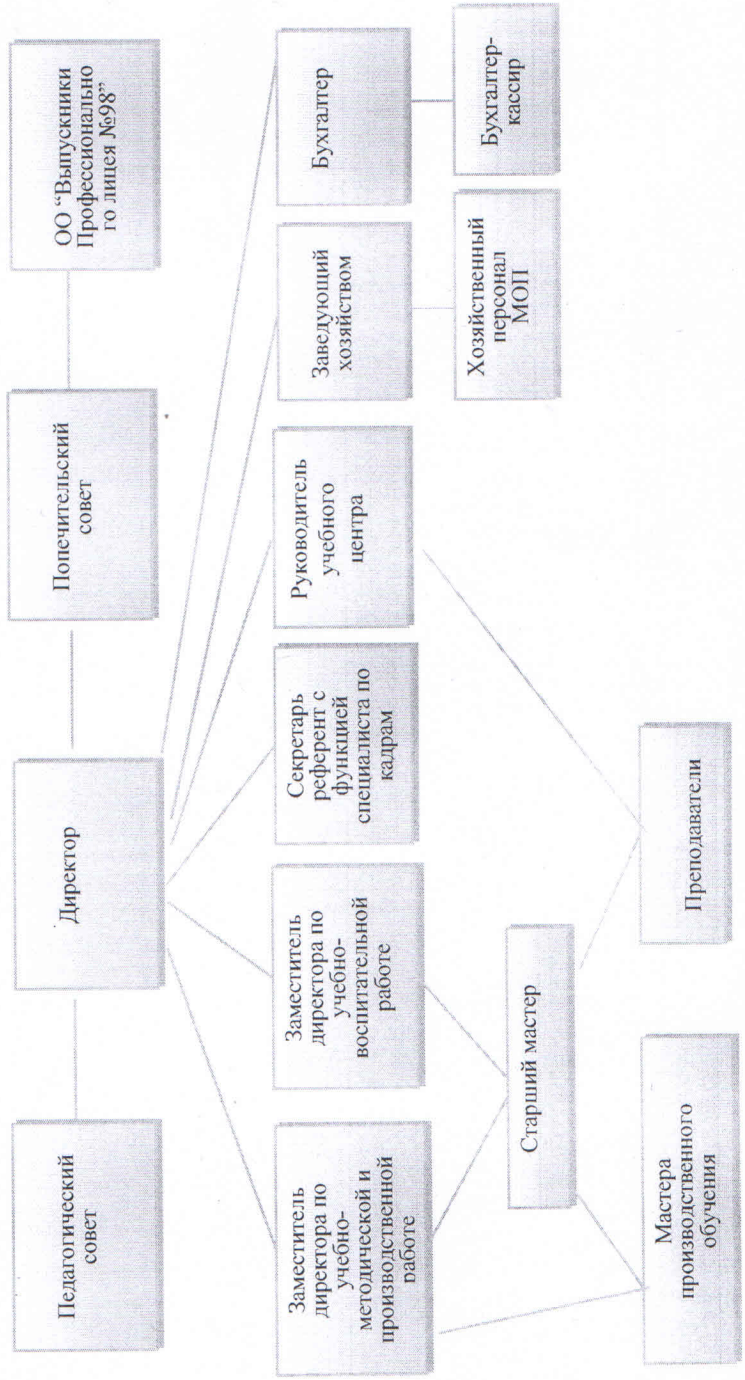 Педагогический
совет
Директор
Попечительский
совет
ОО “Выпускники
Профессионально
го лицея №98”
Заместитель
директора по
учебно-
методической и
производственной
работе
Заместитель
директора по
учебно-
воспитательной
работе
Секретарь
референт с
функцией
специалиста по
кадрам
Руководитель
учебного
центра
Заведующий
хозяйством
Бухгалтер
Хозяйственный
персонал
МОП
Бухгалтер-
кассир
Старший мастер
Мастера
производственного
обучения
Преподаватели